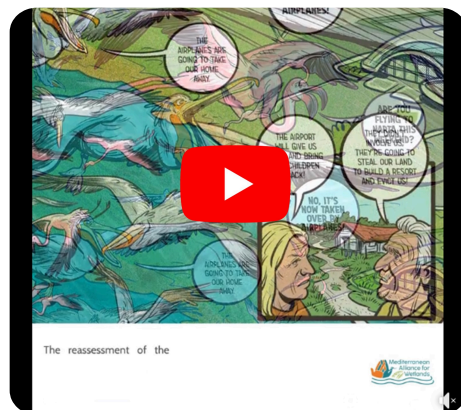 AIRPLANES!
THE
AIRPLANES ARE
GOING TO TAKE
OUR HOME
AWAY.
ARE YOU
FLYING TO
THIS
THE AIRPORT
WILL GIVE US
AND BRING
CHILDREN
BACK!
INVOLVE US.
THEY'RE GOING TO
STEAL OUR LAND
TO BUILD A RESORT
AND EVICT US!
NO, IT'S
NOW TAKEN
OVER BY
AIRPLANES!
THE
AIRPLANES ARE
GOING TO TAKE
OUR HOME
AWAY.
The reassessment of the
Mediterranean
Alliance for
Wetlands